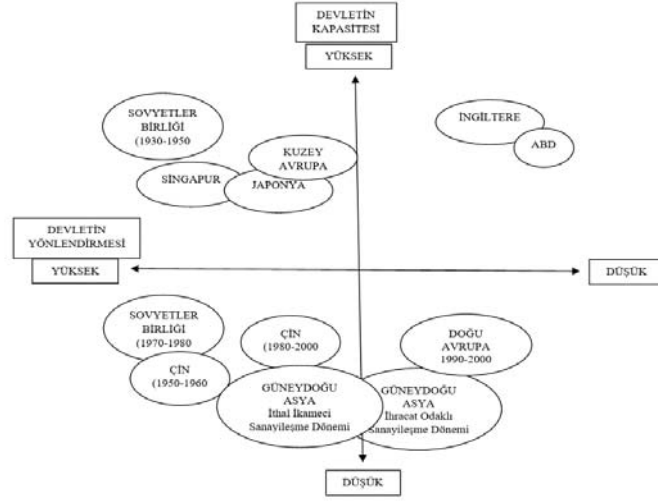 DEVLETİN
KAPASİTESİ
YÜKSEK
SOVYETLER
BİRLİĞİ
(1930-1950
İNGİLTERE
ABD
KUZEY
AVRUPA
SİNGAPUR
JAPONYA
DEVLETİN
YÖNLENDİRMESİ
YÜKSEK
DÜŞÜK
SOVYETLER
BİRLİĞİ
(1970-1980
ÇİN
(1980-2000
DOĞU
AVRUPA
1990-2000
ÇİN
(1950-1960
GÜNEYDOĞU
ASYA
İthal İkameci
Sanayileşme Dönemi
GÜNEYDOĞU
ASYA
İhracat Odaklı
Sanayileşme Dönemi
DÜŞÜK